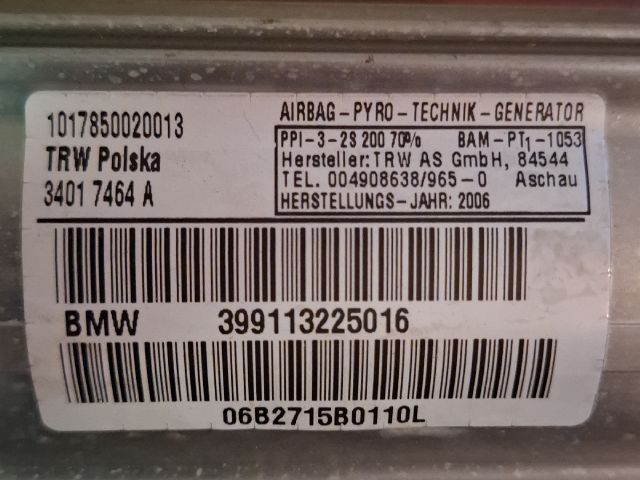 1017850020013
TRW Polska
3401 7464 A
AIRBAG-PYRO-TECHNIK-GENERATOR
PPI-3-2S 200 70% BAM-PT1-1053
Hersteller: TRW AS GmbH, 84544
TEL. 004908638/965-0 Aschau
HERSTELLUNGS-JAHR: 2006
BMW 399113225016
06B2715B0110L